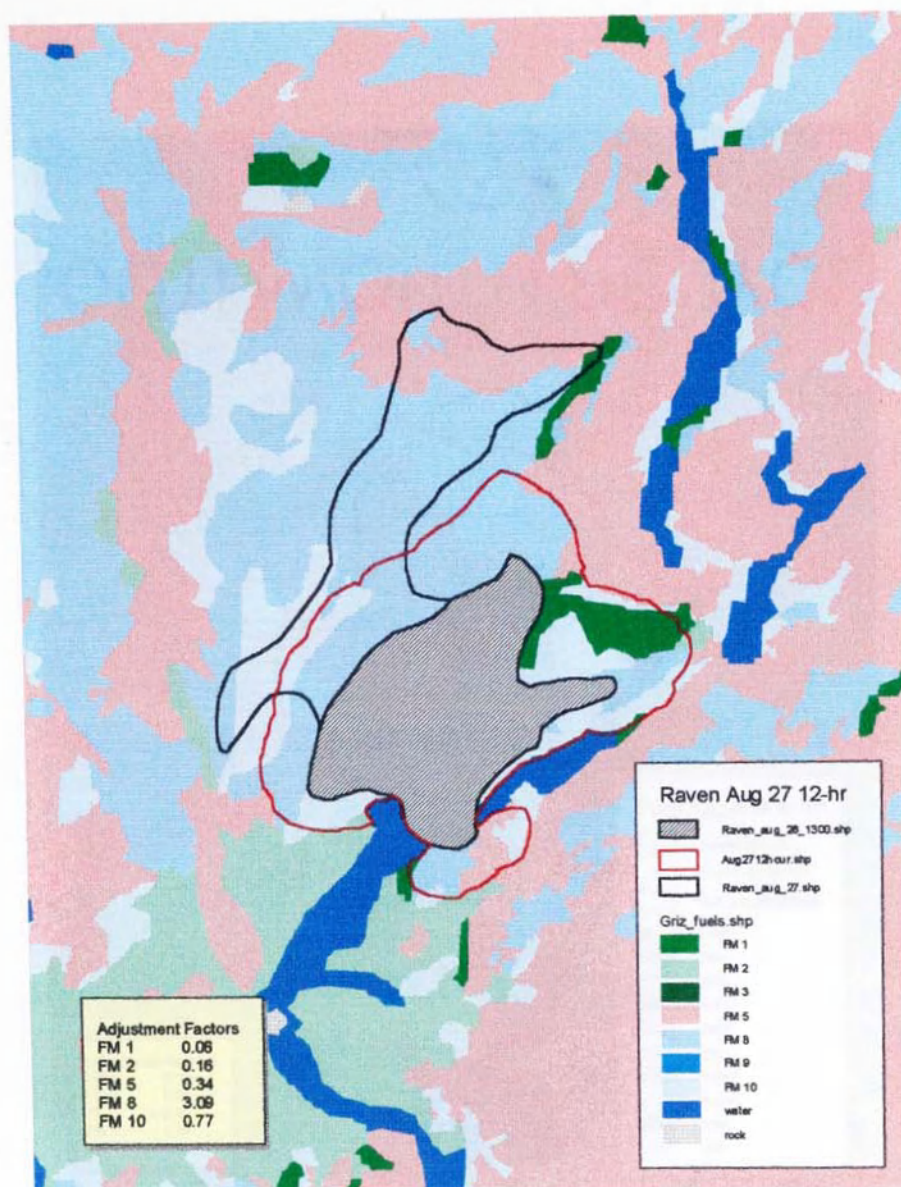 Raven Aug 27 12-hr
Raven_aug_26_1300.shp
Aug2712hour.shp
Raven_aug_27.shp
Griz_fuels.shp
FM 1
FM 2
FM 3
FM 5
FM 8
FM 9
FM 10
water
rock
Adjustment Factors
FM 1 0.06
FM 2 0.16
FM 5 0.34
FM 8 3.09
FM 10 0.77